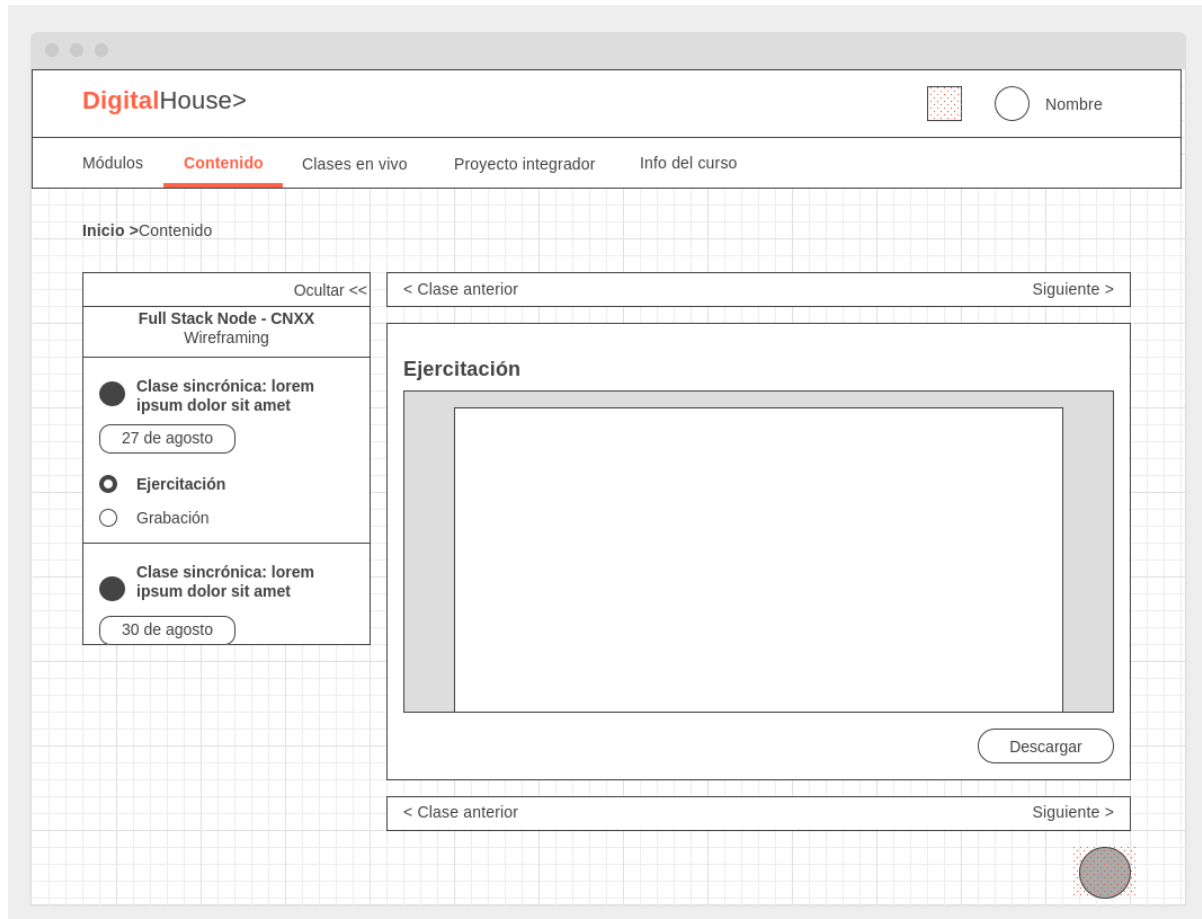 DigitalHouse>
Nombre
Módulos Contenido Clases en vivo Proyecto integrador Info del curso
Inicio >Contenido
Ocultar <<
Full Stack Node - CNXX
Wireframing
Clase sincrónica: lorem
ipsum dolor sit amet
27 de agosto
Ejercitación
Grabación
Clase sincrónica: lorem
ipsum dolor sit amet
30 de agosto
< Clase anterior Siguiente >
Ejercitación
Descargar
< Clase anterior Siguiente >